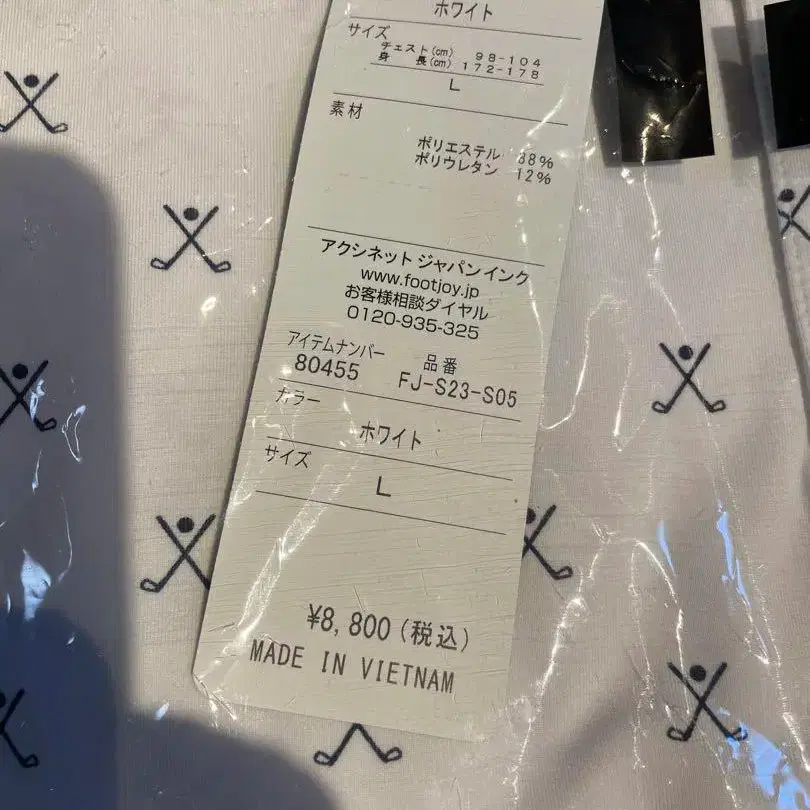 ホワイト
サイズ
チェスト(cm) 98-104
身 長(cm) 172-178
L
素材
ポリエステル 88%
ポリウレタン 12%
アクシネット ジャパン インク
www.footjoy.jp
お客様相談ダイヤル
0120-935-325
アイテムナンバー 品番
80455 FJ-S23-S05
カラー
ホワイト
サイズ
L
¥8,800(税込)
MADE IN VIETNAM